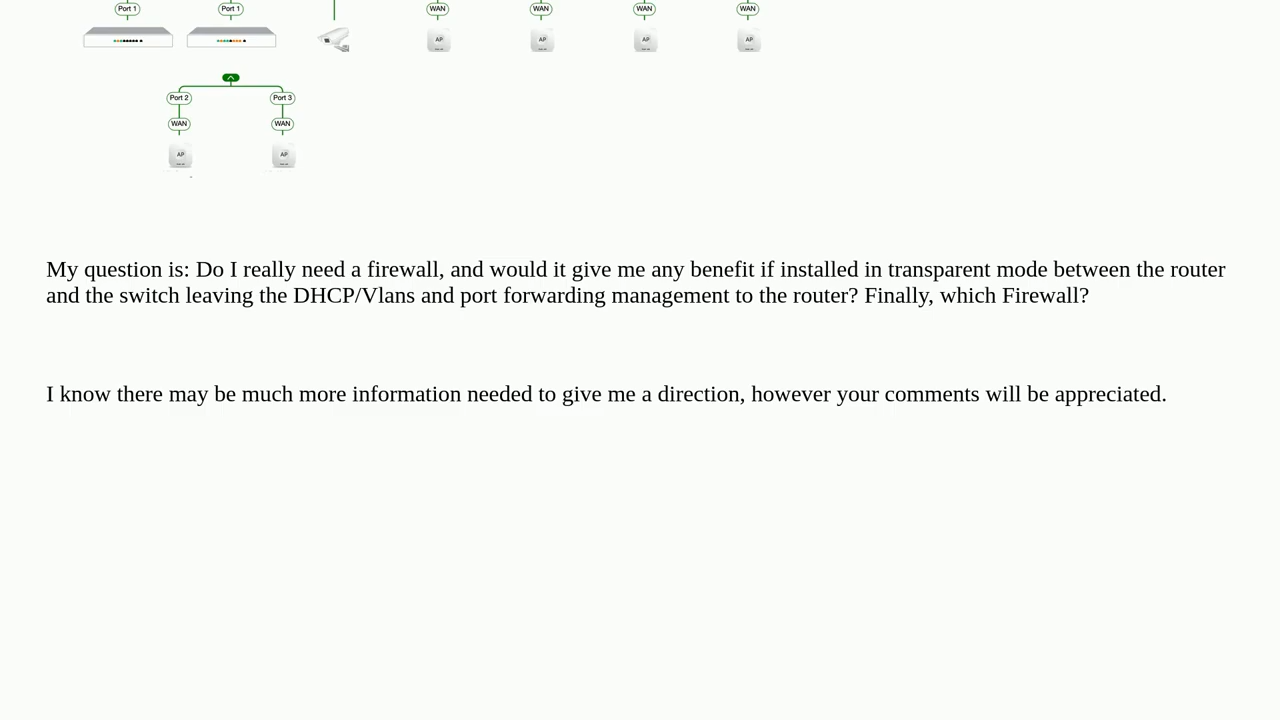 Port 1 Port 1 WAN WAN WAN WAN
AP AP AP AP
Port 2 Port 3
WAN WAN
AP AP
My question is: Do I really need a firewall, and would it give me any benefit if installed in transparent mode between the router
and the switch leaving the DHCP/Vlans and port forwarding management to the router? Finally, which Firewall?
I know there may be much more information needed to give me a direction, however your comments will be appreciated.